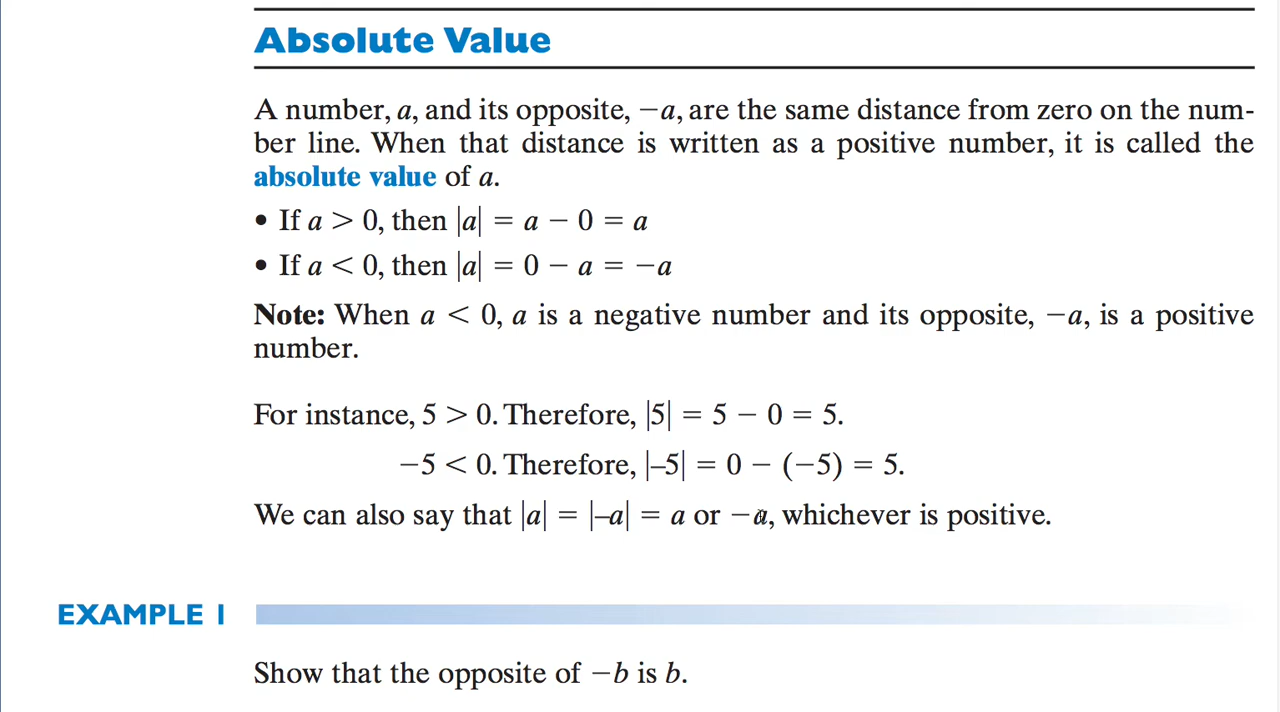 Absolute Value
A number, a, and its opposite, −a, are the same distance from zero on the num-
ber line. When that distance is written as a positive number, it is called the
absolute value of a.
• If a > 0, then |a| = a − 0 = a
• If a < 0, then |a| = 0 − a = −a
Note: When a < 0, a is a negative number and its opposite, −a, is a positive
number.
For instance, 5 > 0. Therefore, |5| = 5 − 0 = 5.
−5 < 0. Therefore, |–5| = 0 − (−5) = 5.
We can also say that |a| = |–a| = a or −a, whichever is positive.
EXAMPLE 1
Show that the opposite of −b is b.